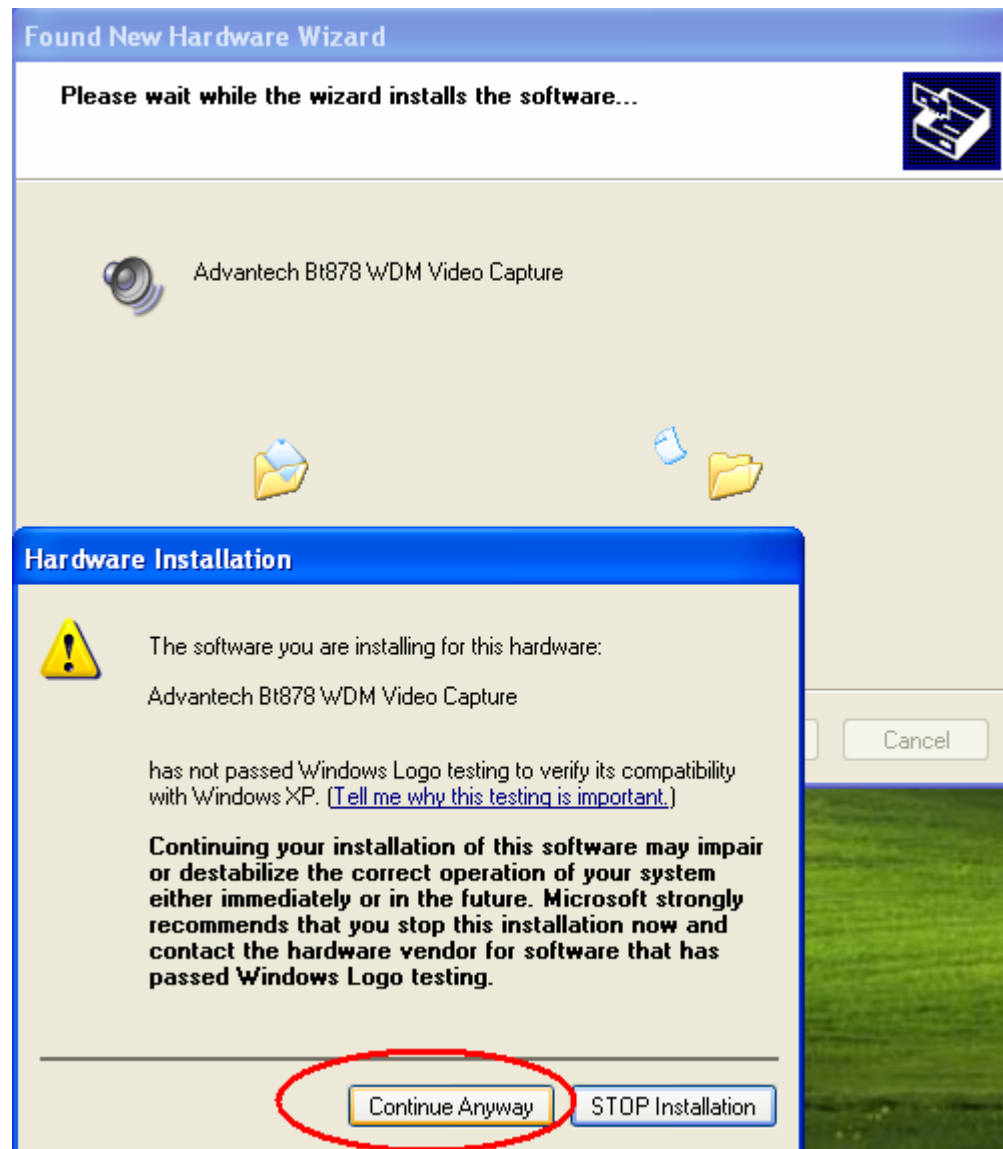 Found New Hardware Wizard
Please wait while the wizard installs the software...
Advantech Bt878 WDM Video Capture
Hardware Installation
The software you are installing for this hardware:
Advantech Bt878 WDM Video Capture
has not passed Windows Logo testing to verify its compatibility
with Windows XP. (Tell me why this testing is important.)
Continuing your installation of this software may impair
or destabilize the correct operation of your system
either immediately or in the future. Microsoft strongly
recommends that you stop this installation now and
contact the hardware vendor for software that has
passed Windows Logo testing.
Cancel
Continue Anyway
STOP Installation